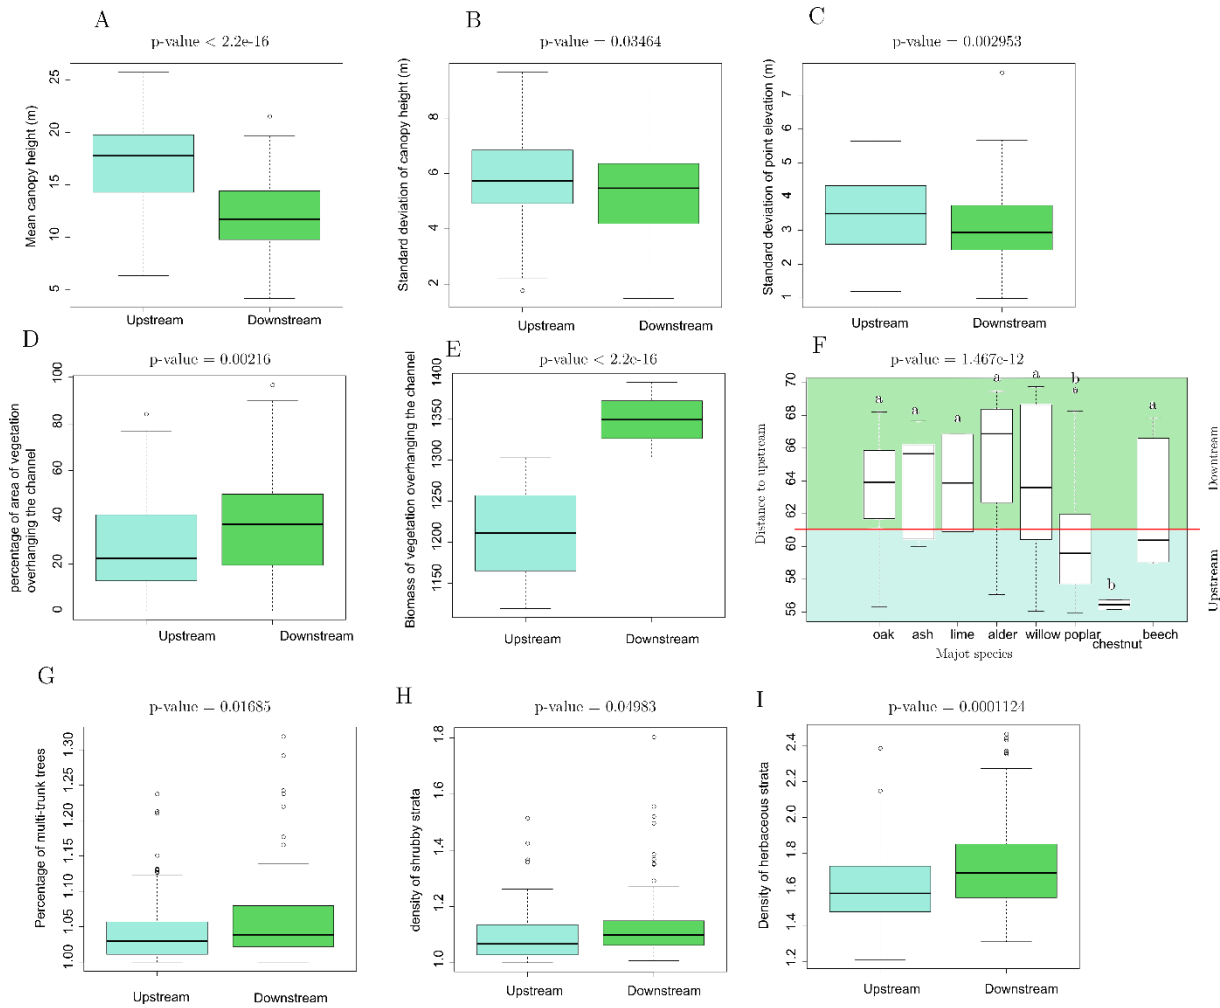 A
p-value < 2.2e-16
Mean canopy height (m)
25
20
15
10
5
Upstream
Downstream
B
p-value = 0.03464
Standard deviation of canopy height (m)
8
6
4
2
Upstream
Downstream
C
p-value = 0.002953
Standard deviation of point elevation (m)
7
6
5
4
3
2
1
Upstream
Downstream
D
p-value = 0.00216
percentage of area of vegetation
overhanging the channel
100
80
60
40
20
0
Upstream
Downstream
E
p-value < 2.2e-16
Biomass of vegetation overhanging the channel
1400
1350
1300
1250
1200
1150
Upstream
Downstream
F
p-value = 1.467e-12
Distance to upstream
70
68
66
64
62
60
58
56
a
a
a
a
a
b
b
a
oak
ash
lime
alder
willow
poplar
chestnut
beech
Majot species
Downtream
Upstream
G
p-value = 0.01685
Percentage of multi-trunk trees
1.30
1.25
1.20
1.15
1.10
1.05
1.00
Upstream
Downstream
H
p-value = 0.04983
density of shrubby strata
1.8
1.6
1.4
1.2
1.0
Upstream
Downstream
I
p-value = 0.0001124
Density of herbaceous strata
2.4
2.2
2.0
1.8
1.6
1.4
1.2
Upstream
Downstream